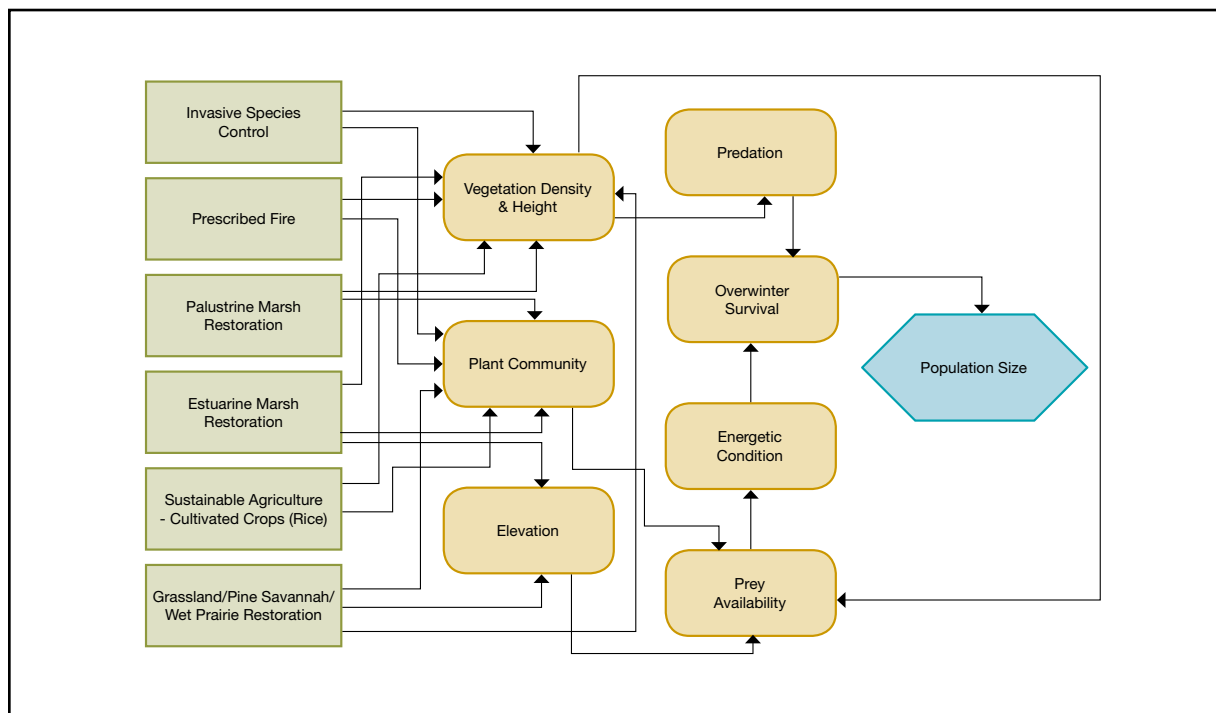 Invasive Species
Control
Prescribed Fire
Palustrine Marsh
Restoration
Estuarine Marsh
Restoration
Sustainable Agriculture
- Cultivated Crops (Rice)
Grassland/Pine Savannah/
Wet Prairie Restoration
Vegetation Density
& Height
Plant Community
Elevation
Predation
Overwinter
Survival
Energetic
Condition
Prey
Availability
Population Size